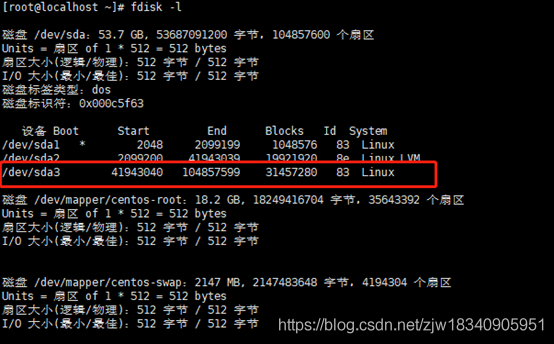 [root@localhost ~]# fdisk -l
磁盘 /dev/sda：53.7 GB, 53687091200 字节，104857600 个扇区
Units = 扇区 of 1 * 512 = 512 bytes
扇区大小(逻辑/物理)：512 字节 / 512 字节
I/O 大小(最小/最佳)：512 字节 / 512 字节
磁盘标签类型：dos
磁盘标识符：0x000c5f63
设备 Boot Start End Blocks Id System
/dev/sda1 * 2048 2099199 1048576 83 Linux
/dev/sda2 2099200 41943039 19921920 8e Linux LVM
/dev/sda3 41943040 104857599 31457280 83 Linux
磁盘 /dev/mapper/centos-root：18.2 GB, 18249416704 字节，35643392 个扇区
Units = 扇区 of 1 * 512 = 512 bytes
扇区大小(逻辑/物理)：512 字节 / 512 字节
I/O 大小(最小/最佳)：512 字节 / 512 字节
磁盘 /dev/mapper/centos-swap：2147 MB, 2147483648 字节，4194304 个扇区
Units = 扇区 of 1 * 512 = 512 bytes
扇区大小(逻辑/物理)：512 字节 / 512 字节
I/O 大小(最小/最佳)：512 字节 / 512 字节
https://blog.csdn.net/zjw18340905951